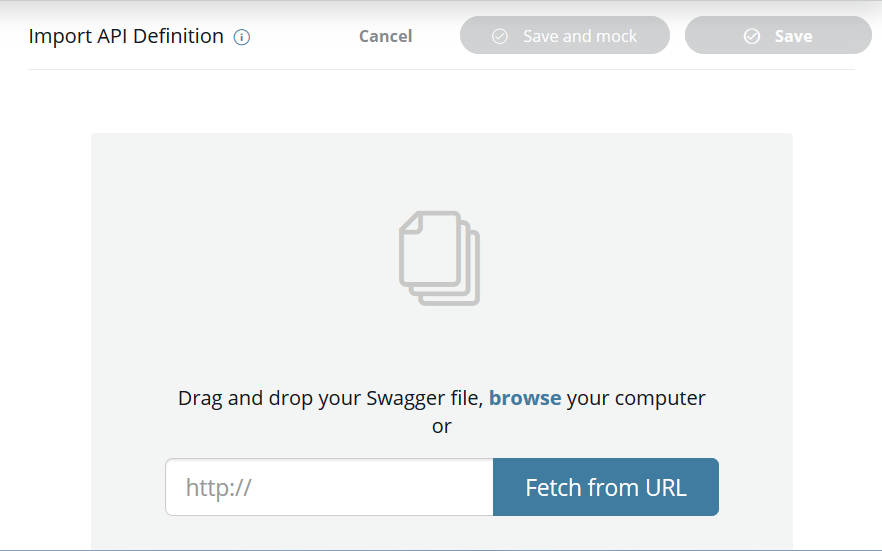 Import API Definition
Cancel
Save and mock
Save
Drag and drop your Swagger file, browse your computer
or
http://
Fetch from URL